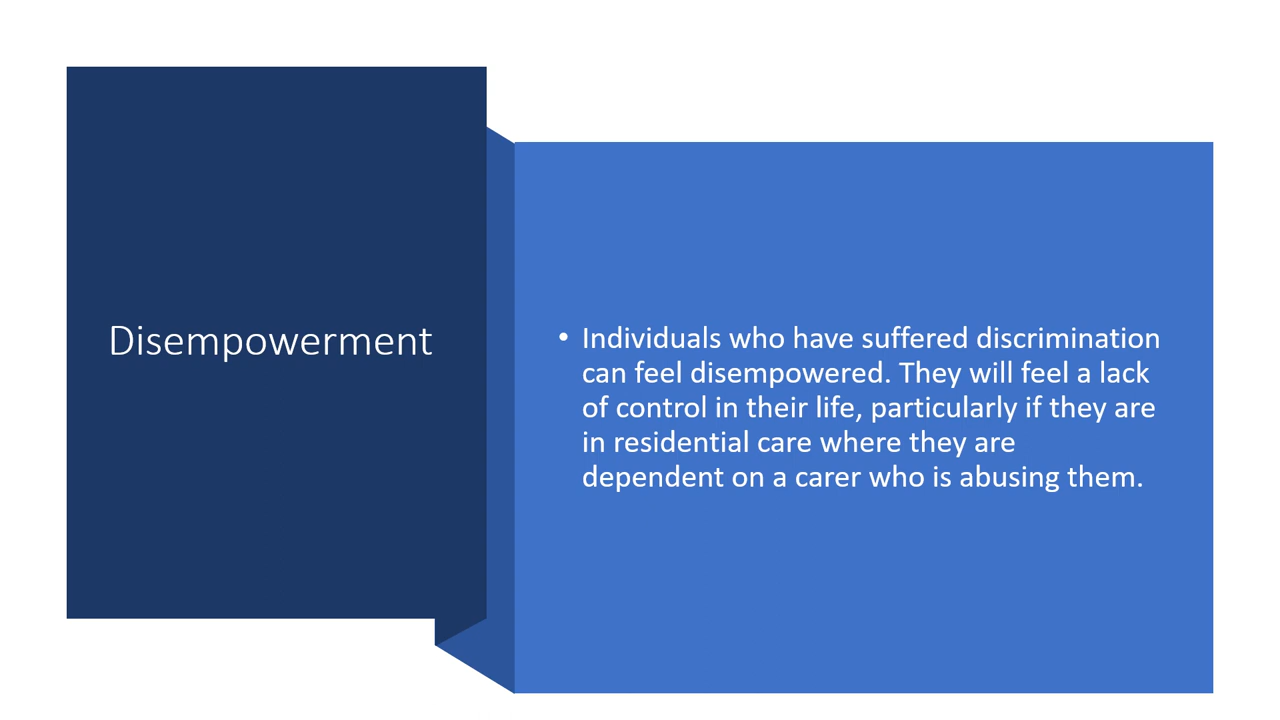 Disempowerment
• Individuals who have suffered discrimination
can feel disempowered. They will feel a lack
of control in their life, particularly if they are
in residential care where they are
dependent on a carer who is abusing them.